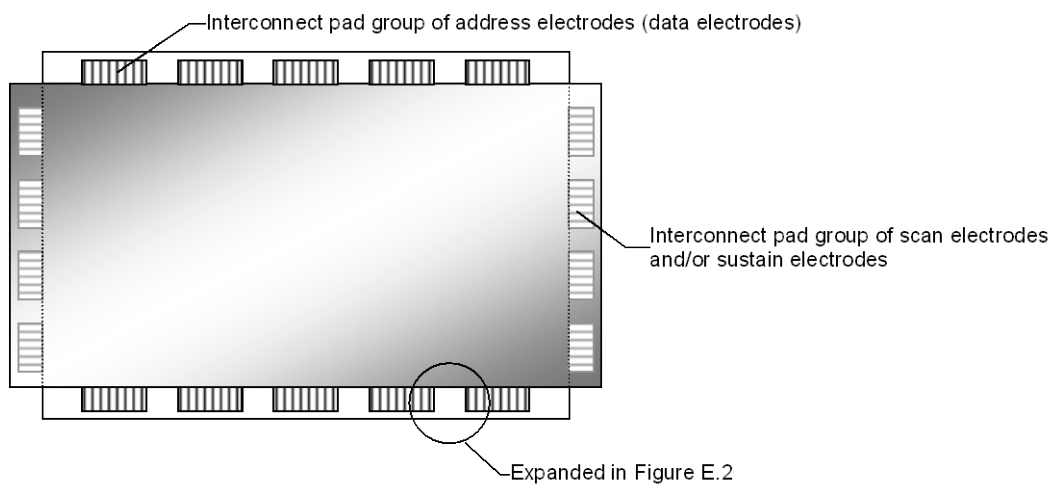 Interconnect pad group of address electrodes (data electrodes)
Interconnect pad group of scan electrodes
and/or sustain electrodes
Expanded in Figure E.2